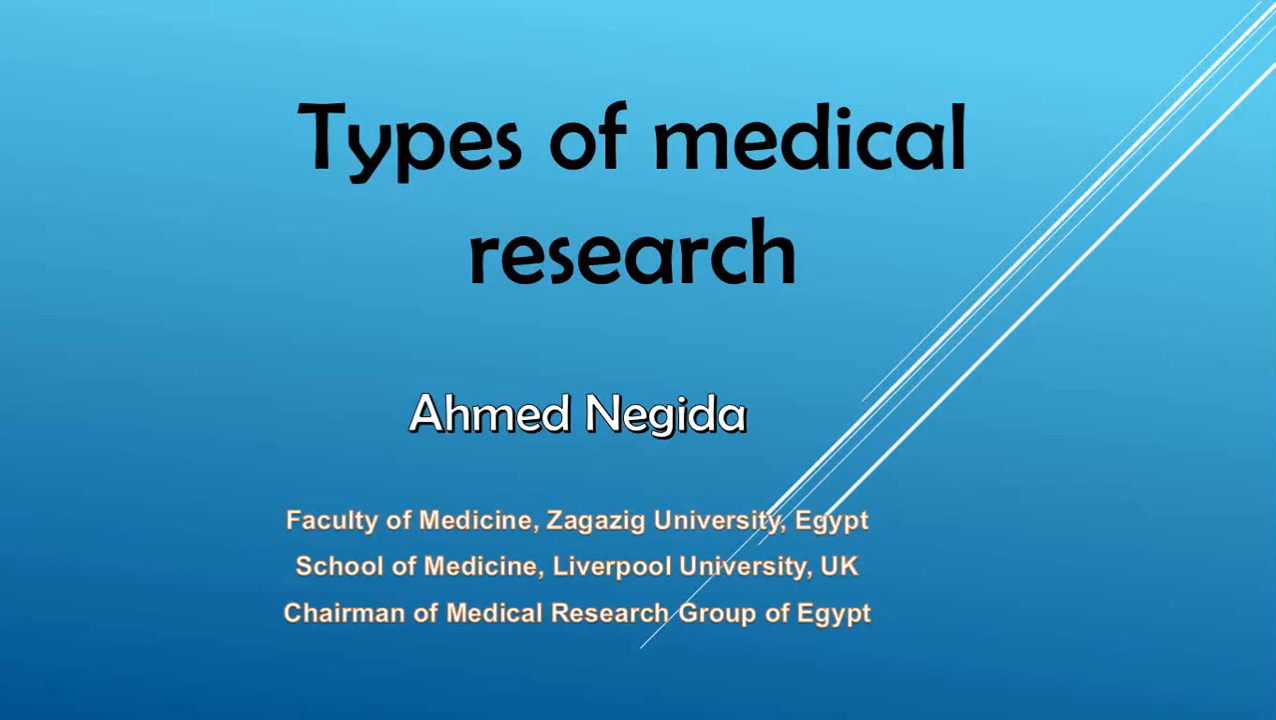 Types of medical
research
Ahmed Negida
Faculty of Medicine, Zagazig University, Egypt
School of Medicine, Liverpool University, UK
Chairman of Medical Research Group of Egypt